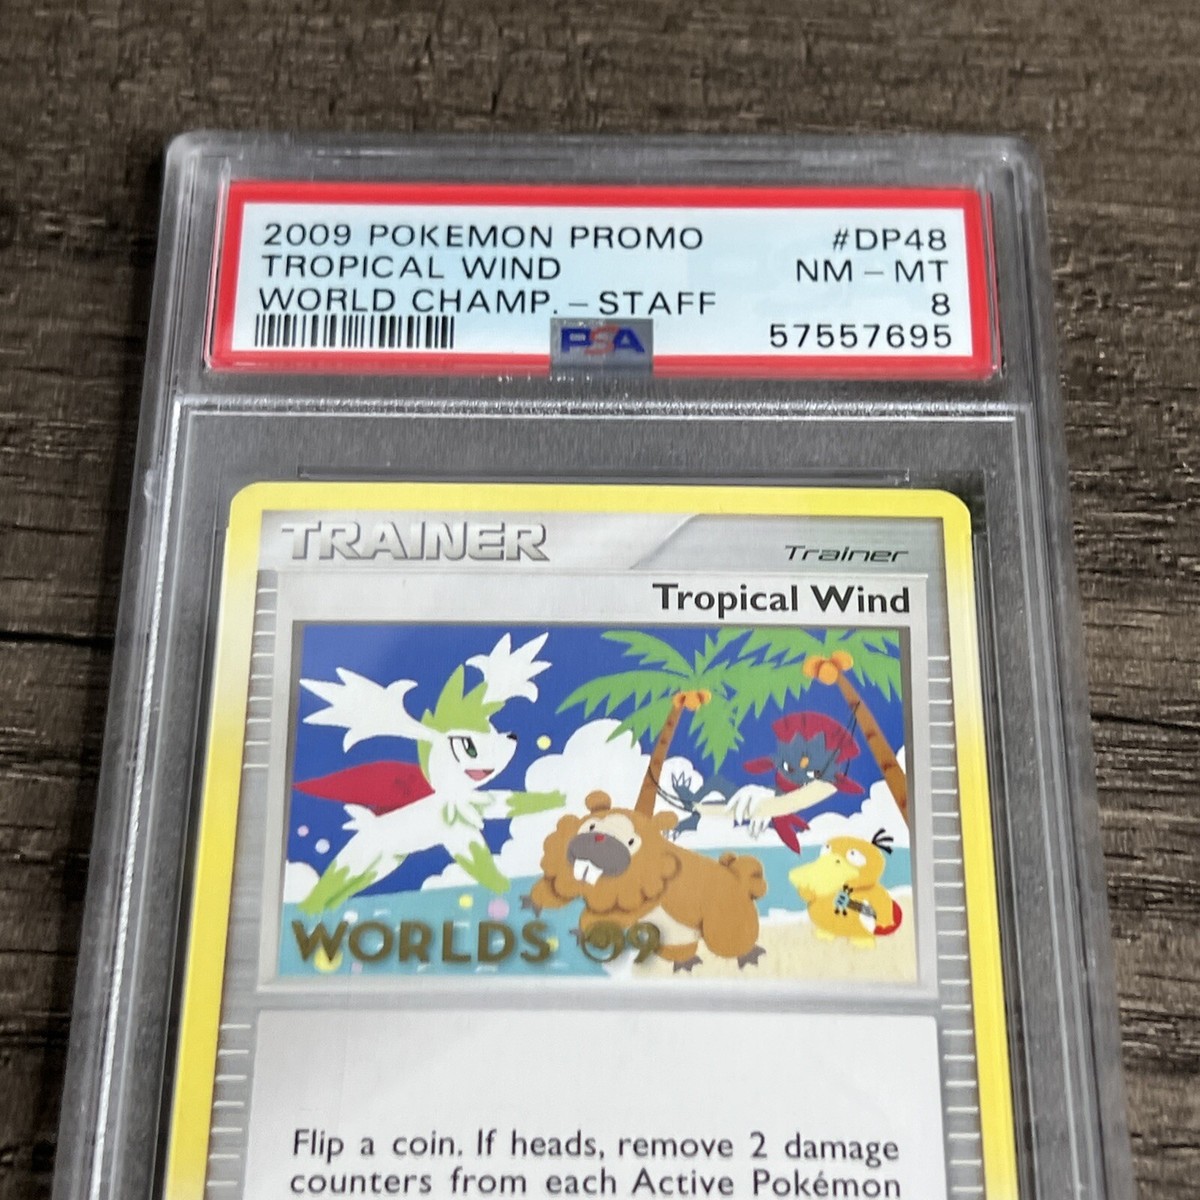 2009 POKEMON PROMO #DP48
TROPICAL WIND NM - MT
WORLD CHAMP. - STAFF 8
PSA 57557695
TRAINER Trainer
Tropical Wind
WORLDS '09
Flip a coin. If heads, remove 2 damage
counters from each Active Pokémon